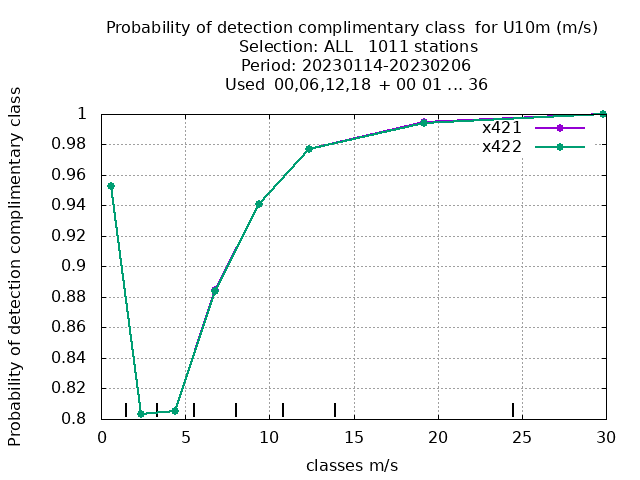 Probability of detection complimentary class  for U10m (m/s)
Selection: ALL   1011 stations
Period: 20230114-20230206
Used  00,06,12,18  + 00 01 ... 36
Probability of detection complimentary class
1
0.98
0.96
0.94
0.92
0.9
0.88
0.86
0.84
0.82
0.8
x421
x422
0 5 10 15 20 25 30
classes m/s